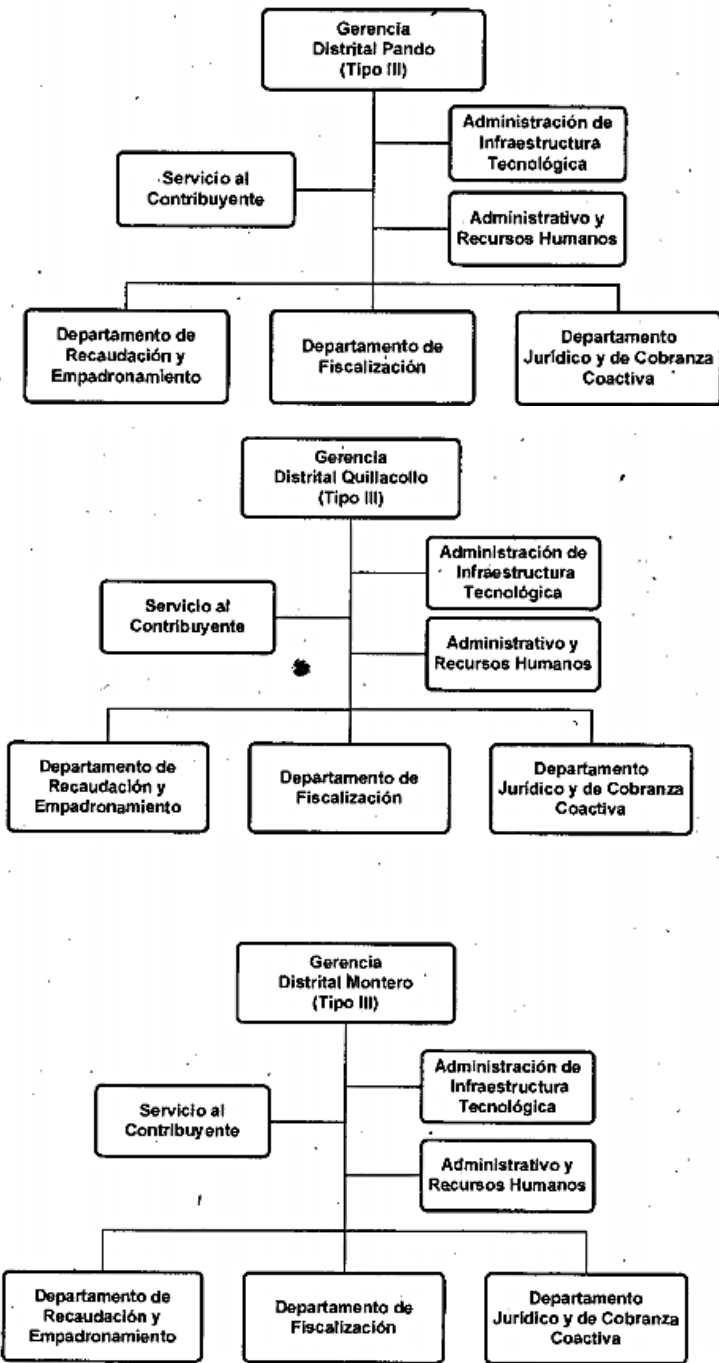 Gerencia
Distrital Pando
(Tipo III)
Administración de
Infraestructura
Tecnológica
Servicio al
Contribuyente
Administrativo y
Recursos Humanos
Departamento de
Recaudación y
Empadronamiento
Departamento de
Fiscalización
Departamento
Jurídico y de Cobranza
Coactiva
Gerencia
Distrital Quillacollo
(Tipo III)
Administración de
Infraestructura
Tecnológica
Servicio al
Contribuyente
Administrativo y
Recursos Humanos
Departamento de
Recaudación y
Empadronamiento
Departamento de
Fiscalización
Departamento
Jurídico y de Cobranza
Coactiva
Gerencia
Distrital Montero
(Tipo III)
Administración de
Infraestructura
Tecnológica
Servicio al
Contribuyente
Administrativo y
Recursos Humanos
Departamento de
Recaudación y
Empadronamiento
Departamento de
Fiscalización
Departamento
Jurídico y de Cobranza
Coactiva